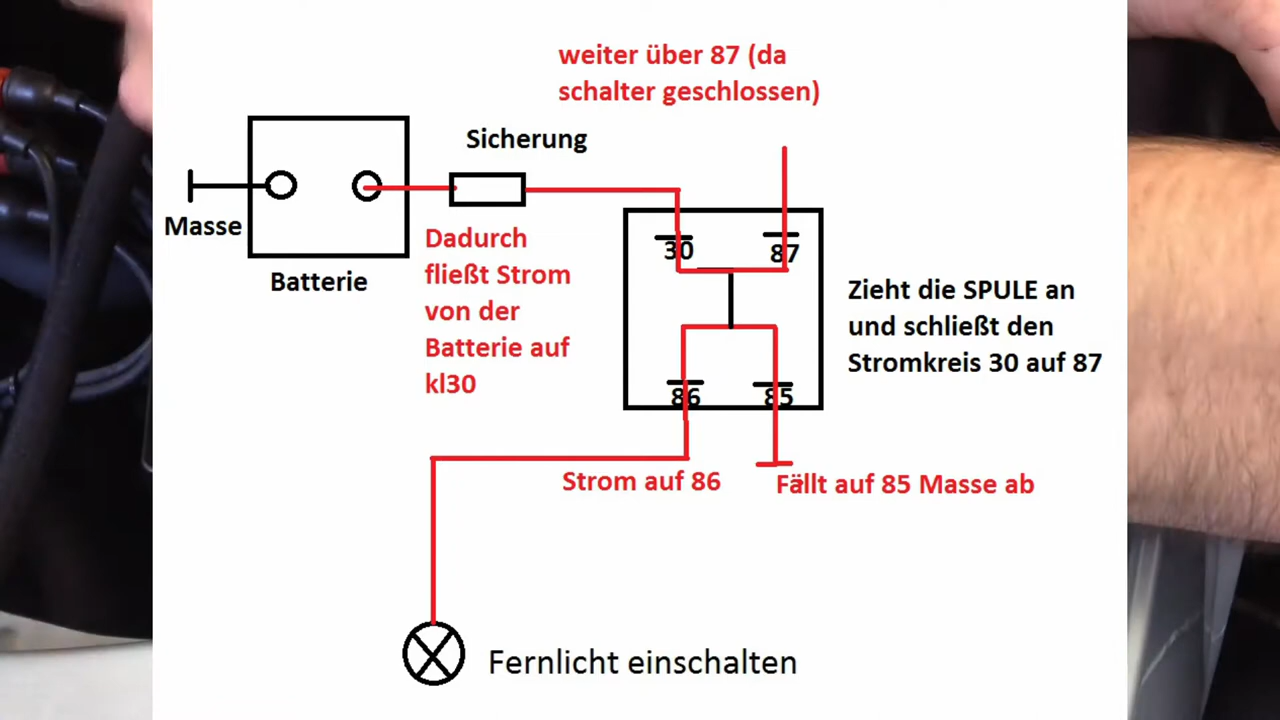 weiter über 87 (da
schalter geschlossen)
Sicherung
Masse
Batterie
Dadurch
fließt Strom
von der
Batterie auf
kl30
30
87
Zieht die SPULE an
und schließt den
Stromkreis 30 auf 87
86
85
Strom auf 86
Fällt auf 85 Masse ab
Fernlicht einschalten